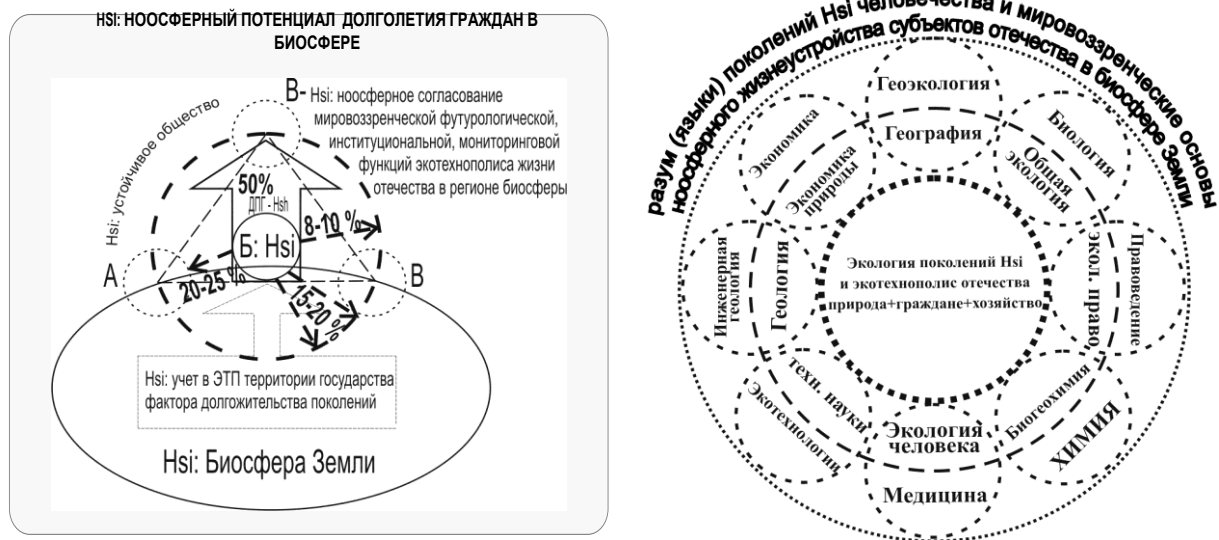 HSI: НООСФЕРНЫЙ ПОТЕНЦИАЛ ДОЛГОЛЕТИЯ ГРАЖДАН В
БИОСФЕРЕ
В- Hsi: ноосферное согласование
мировоззренческой футурологической,
институциональной, мониторинговой
функций экотехнополиса жизни
отечества в регионе биосферы
Hsi: устойчивое общество
50%
ДПГ - Hsh
8-10 %
Б: Hsi
А
20-25 %
15-20 %
В
Hsi: учет в ЭТП территории государства
фактора долгожительства поколений
Hsi: Биосфера Земли
разум (языки) поколений Hsi человечества и мировоззренческие основы
ноосферного жизнеустройства субъектов отечества в биосфере Земли
Геоэкология
География
Биология
Общая
экология
Правоведение
экол. право
Биогеохимия
ХИМИЯ
Экология
человека
Медицина
техн. науки
Экотехнологии
Инженерная
геология
Геология
Экономика
Экономика
природы
Экология поколений Hsi
и экотехнополис отечества
природа+граждане+хозяйство